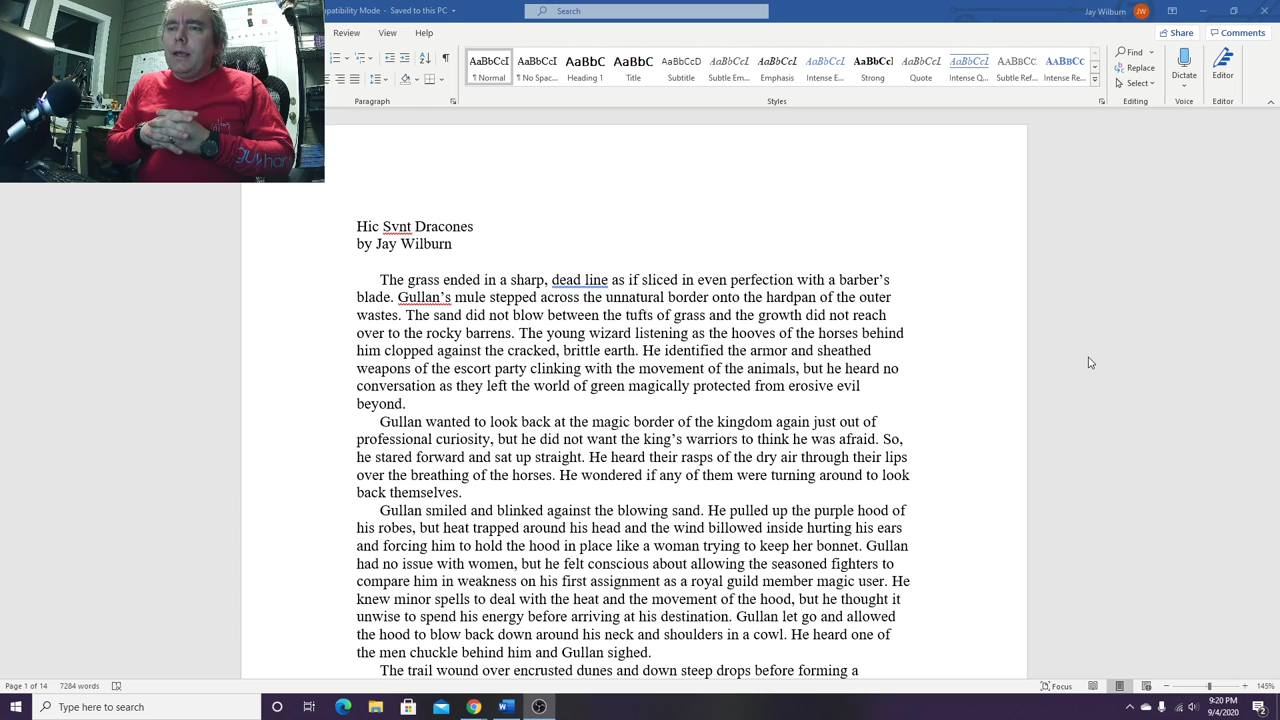 patibility Mode - Saved to this PC
Search
Jay Wilburn
JW
Review
View
Help
Share
Comments
AaBbCcI
AaBbCcI
AaBbC
AaBbC
AaBbCcD
AaBbCcI
AaBbCcI
AaBbCcI
AaBbCcI
AaBbCcI
AaBbCcI
AaBbCcI
AaBbCcI
¶ Normal
¶ No Spac...
Heading 1
Title
Subtitle
Subtle Em...
Emphasis
Intense E...
Strong
Quote
Intense Q...
Subtle Ref...
Intense Re...
Find
Replace
Select
Dictate
Editor
Paragraph
Styles
Editing
Voice
Editor
Hic Svnt Dracones
by Jay Wilburn
The grass ended in a sharp, dead line as if sliced in even perfection with a barber's
blade. Gullan's mule stepped across the unnatural border onto the hardpan of the outer
wastes. The sand did not blow between the tufts of grass and the growth did not reach
over to the rocky barrens. The young wizard listening as the hooves of the horses behind
him clopped against the cracked, brittle earth. He identified the armor and sheathed
weapons of the escort party clinking with the movement of the animals, but he heard no
conversation as they left the world of green magically protected from erosive evil
beyond.
Gullan wanted to look back at the magic border of the kingdom again just out of
professional curiosity, but he did not want the king's warriors to think he was afraid. So,
he stared forward and sat up straight. He heard their rasps of the dry air through their lips
over the breathing of the horses. He wondered if any of them were turning around to look
back themselves.
Gullan smiled and blinked against the blowing sand. He pulled up the purple hood of
his robes, but heat trapped around his head and the wind billowed inside hurting his ears
and forcing him to hold the hood in place like a woman trying to keep her bonnet. Gullan
had no issue with women, but he felt conscious about allowing the seasoned fighters to
compare him in weakness on his first assignment as a royal guild member magic user. He
knew minor spells to deal with the heat and the movement of the hood, but he thought it
unwise to spend his energy before arriving at his destination. Gullan let go and allowed
the hood to blow back down around his neck and shoulders in a cowl. He heard one of
the men chuckle behind him and Gullan sighed.
The trail wound over encrusted dunes and down steep drops before forming a
Page 1 of 14
7284 words
Focus
145%
Type here to search
9:20 PM
9/4/2020
2